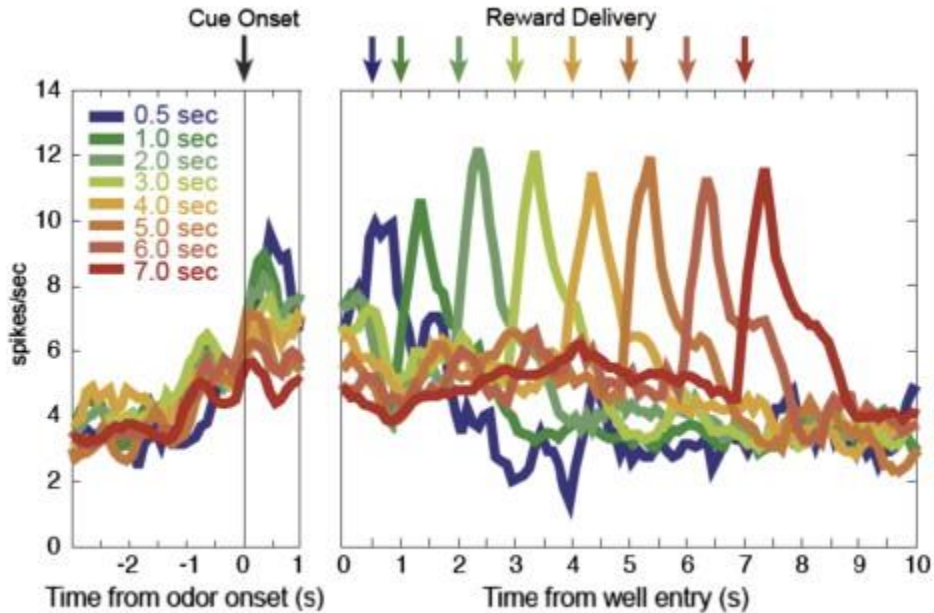 Cue Onset
Reward Delivery
14
12
10
8
6
4
2
0
spikes/sec
0.5 sec
1.0 sec
2.0 sec
3.0 sec
4.0 sec
5.0 sec
6.0 sec
7.0 sec
-2 -1 0 1
0 1 2 3 4 5 6 7 8 9 10
Time from odor onset (s)
Time from well entry (s)